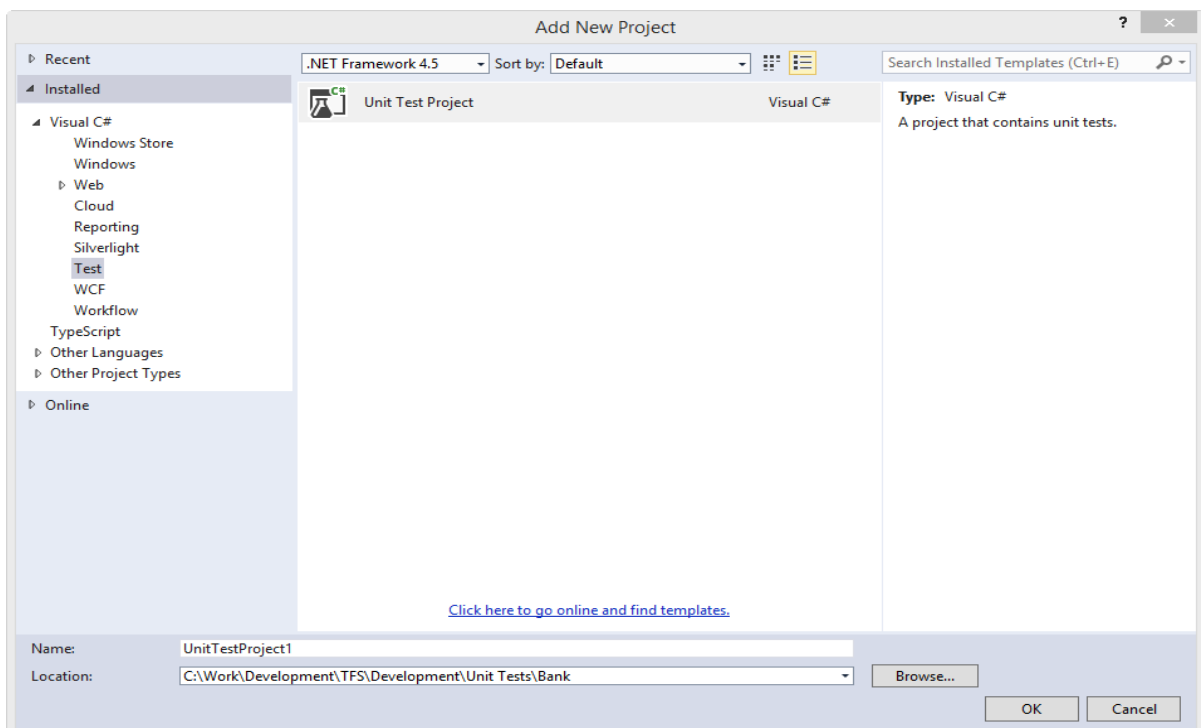 Add New Project
?
Recent
Installed
Visual C#
Windows Store
Windows
Web
Cloud
Reporting
Silverlight
Test
WCF
Workflow
TypeScript
Other Languages
Other Project Types
Online
.NET Framework 4.5 Sort by: Default
C#
Unit Test Project Visual C#
Click here to go online and find templates.
Search Installed Templates (Ctrl+E)
Type: Visual C#
A project that contains unit tests.
Name: UnitTestProject1
Location: C:\Work\Development\TFS\Development\Unit Tests\Bank Browse...
OK Cancel